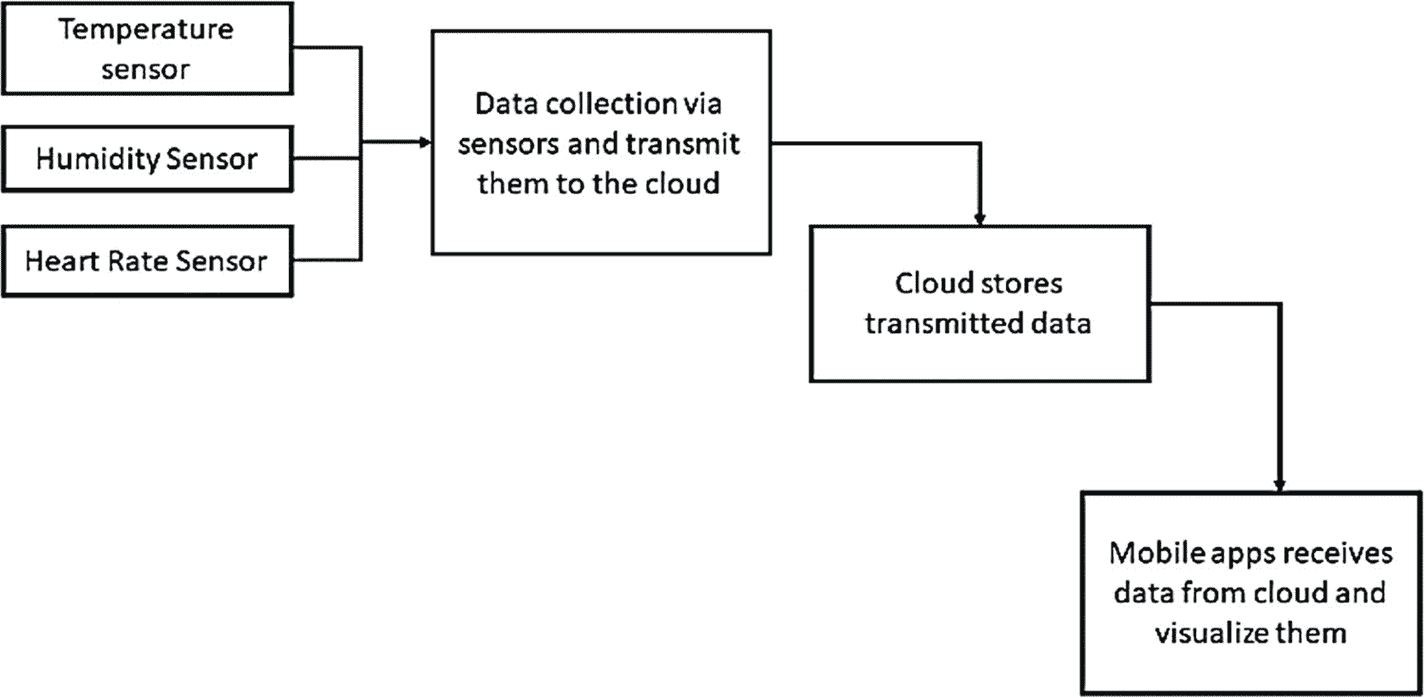 Temperature
sensor
Humidity Sensor
Heart Rate Sensor
Data collection via
sensors and transmit
them to the cloud
Cloud stores
transmitted data
Mobile apps receives
data from cloud and
visualize them